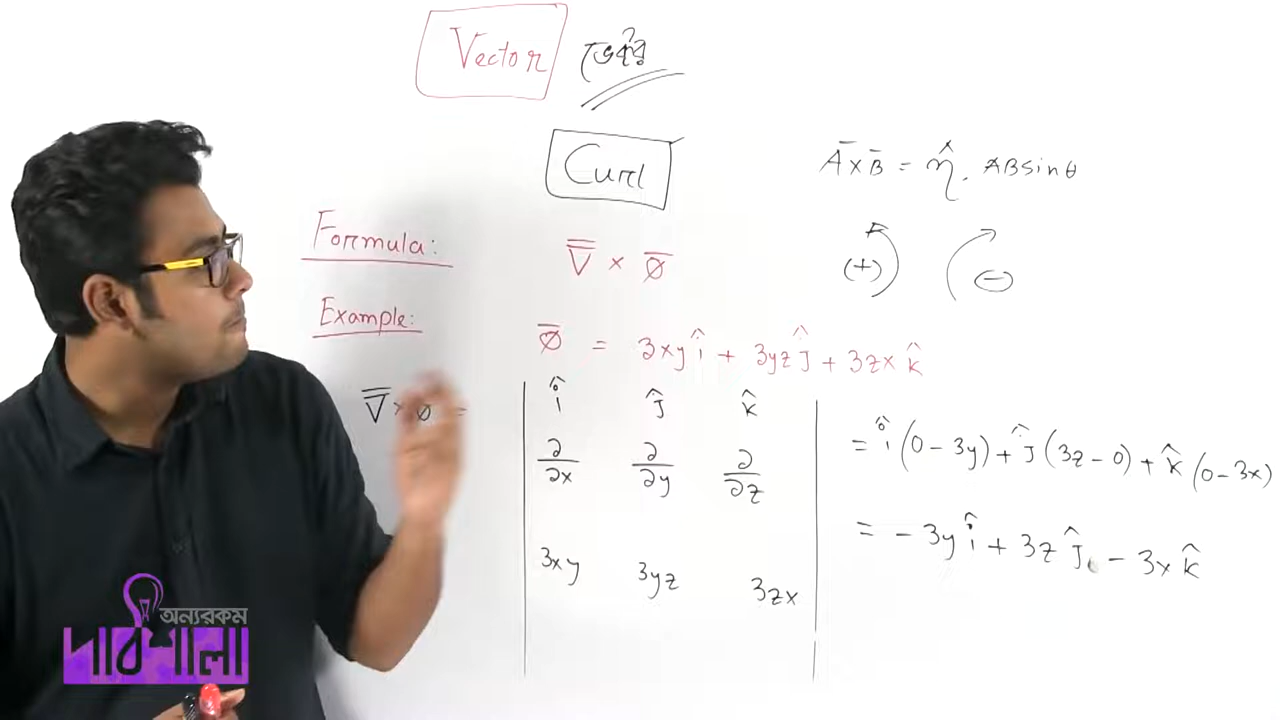 Vector ভেক্টর
Curl
A̅ × B̅ = η̂. ABsinθ
(+) (−)
Formula: ∇̿ × ∅̅
Example:
∅̅ = 3xy î + 3yz ĵ + 3zx k̂
∇̿ × ∅̅ =
î ĵ k̂
∂/∂x ∂/∂y ∂/∂z
3xy 3yz 3zx
= î (0 − 3y) + ĵ (3z − 0) + k̂ (0 − 3x)
= − 3y î + 3z ĵ − 3x k̂
অন্যরকম
পাঠশালা